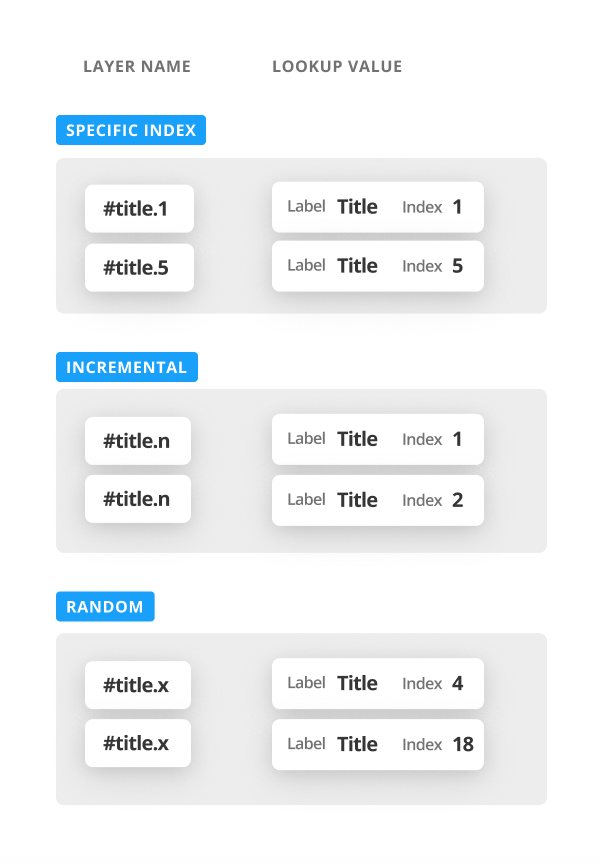 LAYER NAME LOOKUP VALUE
SPECIFIC INDEX
#title.1 Label Title Index 1
#title.5 Label Title Index 5
INCREMENTAL
#title.n Label Title Index 1
#title.n Label Title Index 2
RANDOM
#title.x Label Title Index 4
#title.x Label Title Index 18